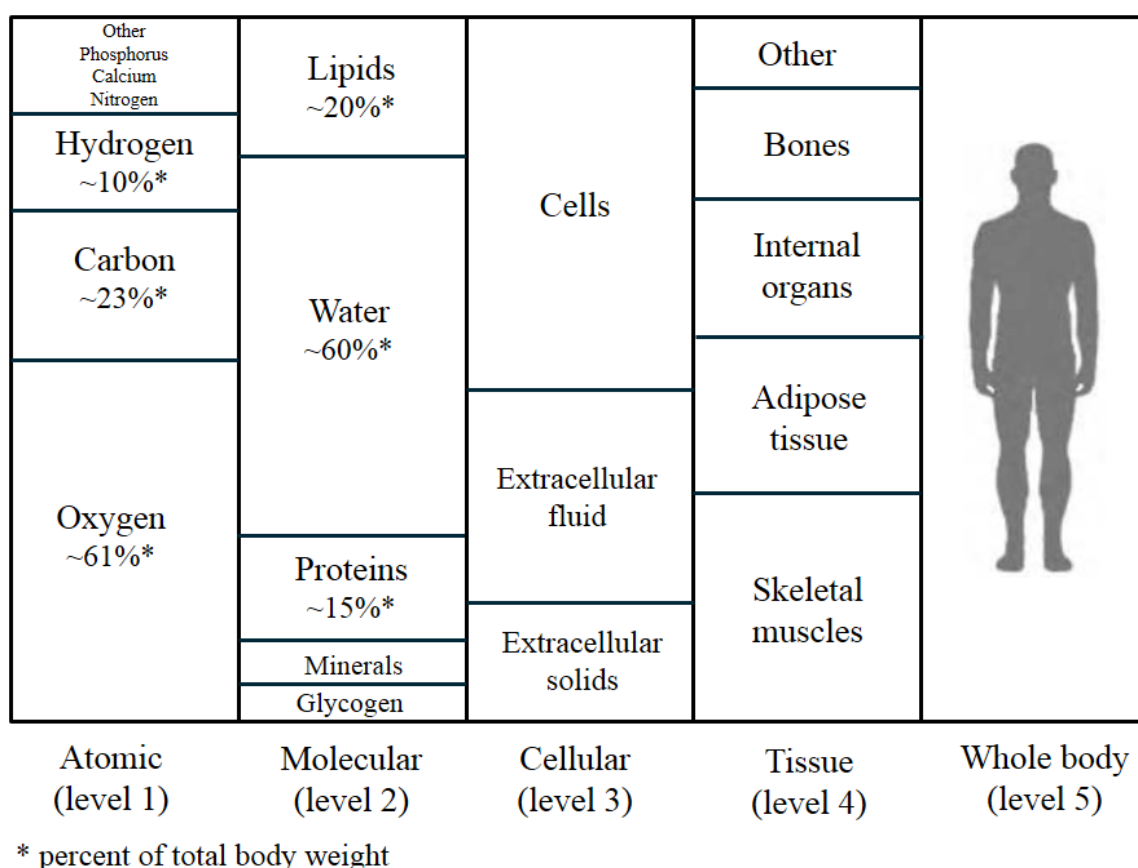 Other
Phosphorus
Calcium
Nitrogen
Hydrogen
~10%*
Carbon
~23%*
Oxygen
~61%*
Lipids
~20%*
Water
~60%*
Proteins
~15%*
Minerals
Glycogen
Cells
Extracellular
fluid
Extracellular
solids
Other
Bones
Internal
organs
Adipose
tissue
Skeletal
muscles
Atomic
(level 1)
Molecular
(level 2)
Cellular
(level 3)
Tissue
(level 4)
Whole body
(level 5)
* percent of total body weight